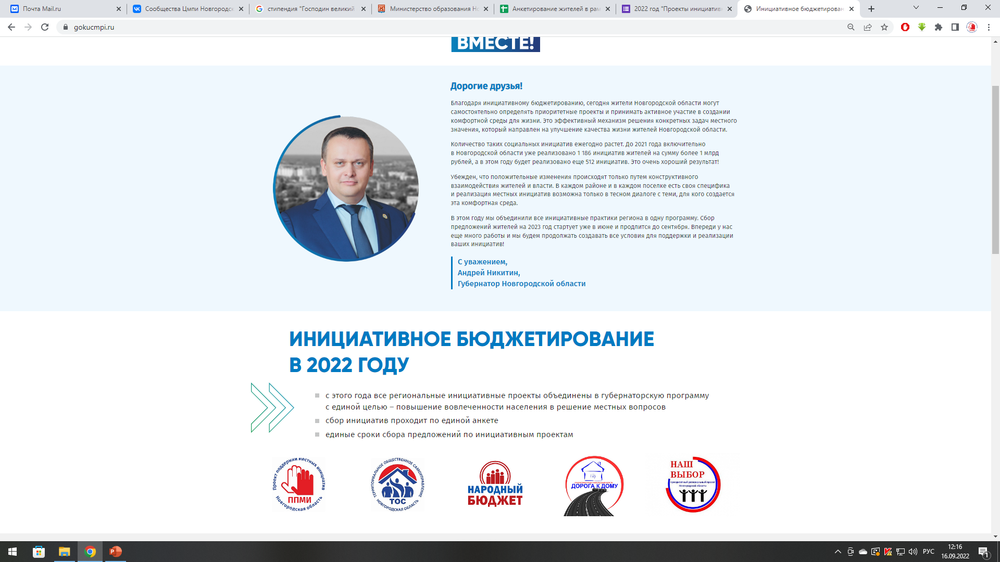 Почта Mail.ru
Сообщества Цмпи Новгородск
стипендия "Господин великий
Министерство образования Но
Анкетирование жителей в рам
2022 год "Проекты инициативн
Инициативное бюджетирован
gokucmpi.ru
ВМЕСТЕ!
Дорогие друзья!
Благодаря инициативному бюджетированию, сегодня жители Новгородской области могут
самостоятельно определять приоритетные проекты и принимать активное участие в создании
комфортной среды для жизни. Это эффективный механизм решения конкретных задач местного
значения, который направлен на улучшение качества жизни жителей Новгородской области.
Количество таких социальных инициатив ежегодно растет. До 2021 года включительно
в Новгородской области уже реализовано 1 186 инициатив жителей на сумму более 1 млрд
рублей, а в этом году будет реализовано еще 512 инициатив. Это очень хороший результат!
Убежден, что положительные изменения происходят только путем конструктивного
взаимодействия жителей и власти. В каждом районе и в каждом поселке есть своя специфика
и реализация местных инициатив возможна только в тесном диалоге с теми, для кого создается
эта комфортная среда.
В этом году мы объединили все инициативные практики региона в одну программу. Сбор
предложений жителей на 2023 год стартует уже в июне и продлится до сентября. Впереди у нас
еще много работы и мы будем продолжать создавать все условия для поддержки и реализации
ваших инициатив!
С уважением,
Андрей Никитин,
Губернатор Новгородской области
ИНИЦИАТИВНОЕ БЮДЖЕТИРОВАНИЕ
В 2022 ГОДУ
с этого года все региональные инициативные проекты объединены в губернаторскую программу
с единой целью – повышение вовлеченности населения в решение местных вопросов
сбор инициатив проходит по единой анкете
единые сроки сбора предложений по инициативным проектам
Проект поддержки местных инициатив
ППМИ
Новгородская область
ТЕРРИТОРИАЛЬНОЕ ОБЩЕСТВЕННОЕ САМОУПРАВЛЕНИЕ
ТОС
НОВГОРОДСКАЯ ОБЛАСТЬ
НАРОДНЫЙ
БЮДЖЕТ
ПРИОРИТЕТНЫЙ ПРОЕКТ НОВГОРОДСКОЙ ОБЛАСТИ
ДОРОГА К ДОМУ
НАШ
ВЫБОР
приоритетный региональный проект
Новгородской области
P
РУС
12:16
16.09.2022
1